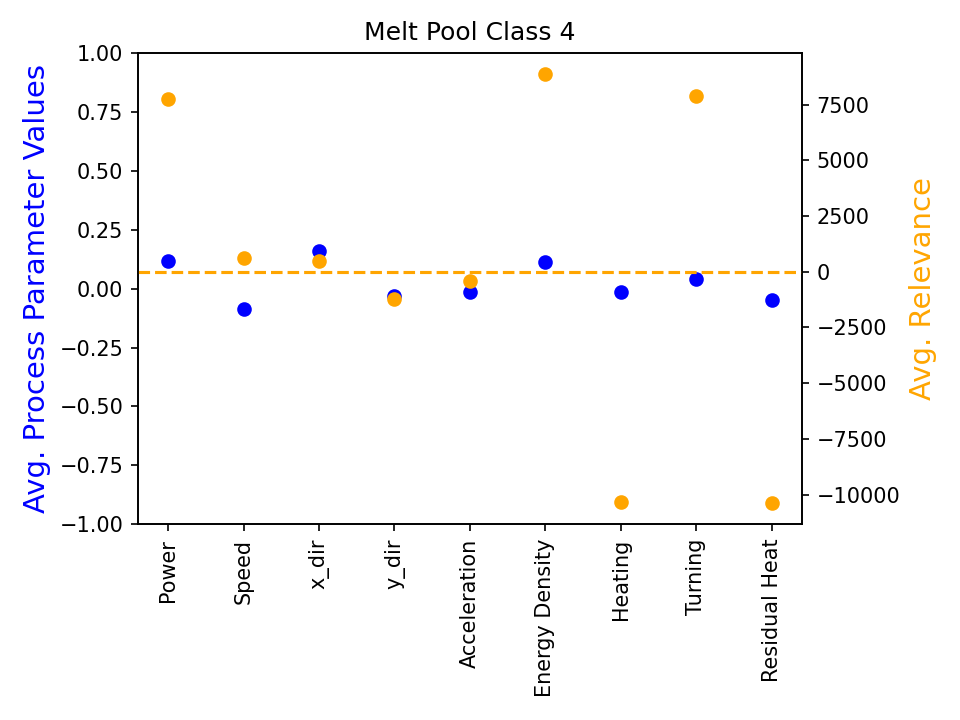 Melt Pool Class 4
Avg. Process Parameter Values
1.00
0.75
0.50
0.25
0.00
−0.25
−0.50
−0.75
−1.00
7500
5000
2500
0
−2500
−5000
−7500
−10000
Avg. Relevance
Power
Speed
x_dir
y_dir
Acceleration
Energy Density
Heating
Turning
Residual Heat